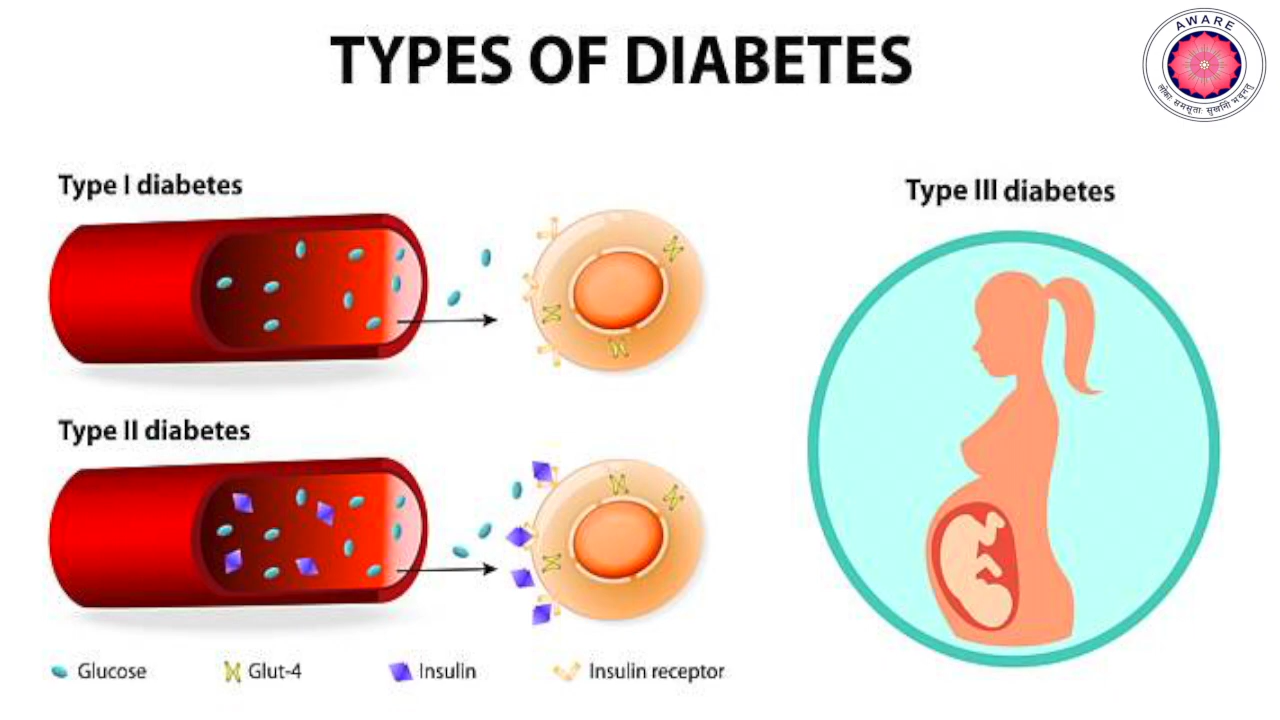 TYPES OF DIABETES
AWARE
Type I diabetes
Type III diabetes
Type II diabetes
Glucose
Glut-4
Insulin
Insulin receptor